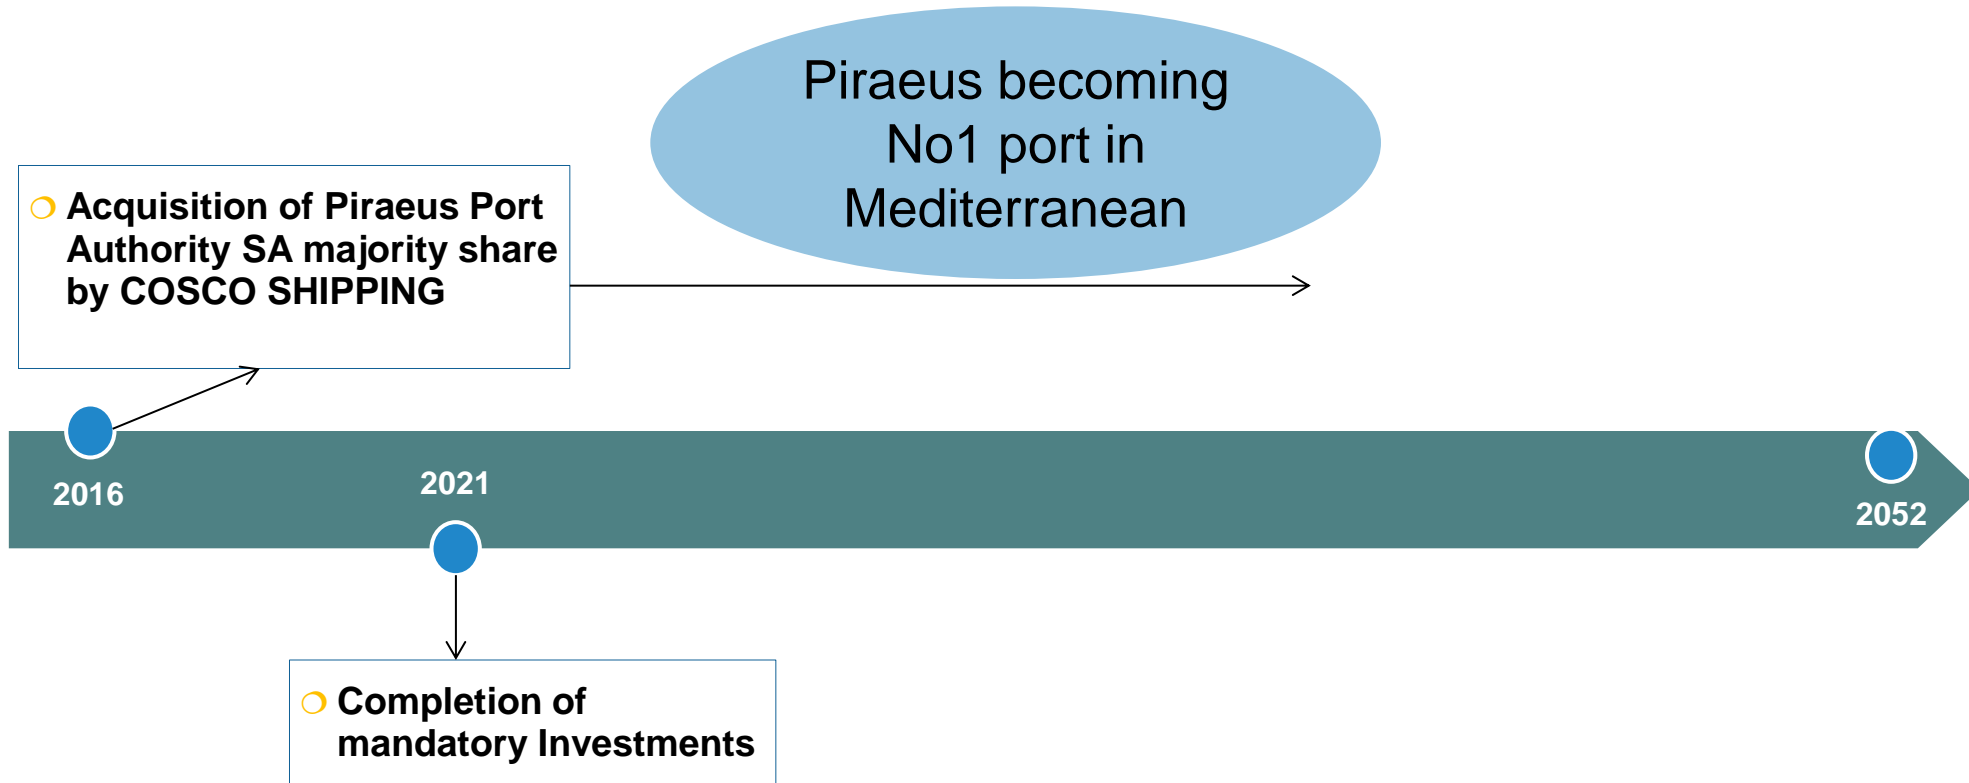 Piraeus becoming
No1 port in
Mediterranean
Acquisition of Piraeus Port
Authority SA majority share
by COSCO SHIPPING
2016
2021
2052
Completion of
mandatory Investments